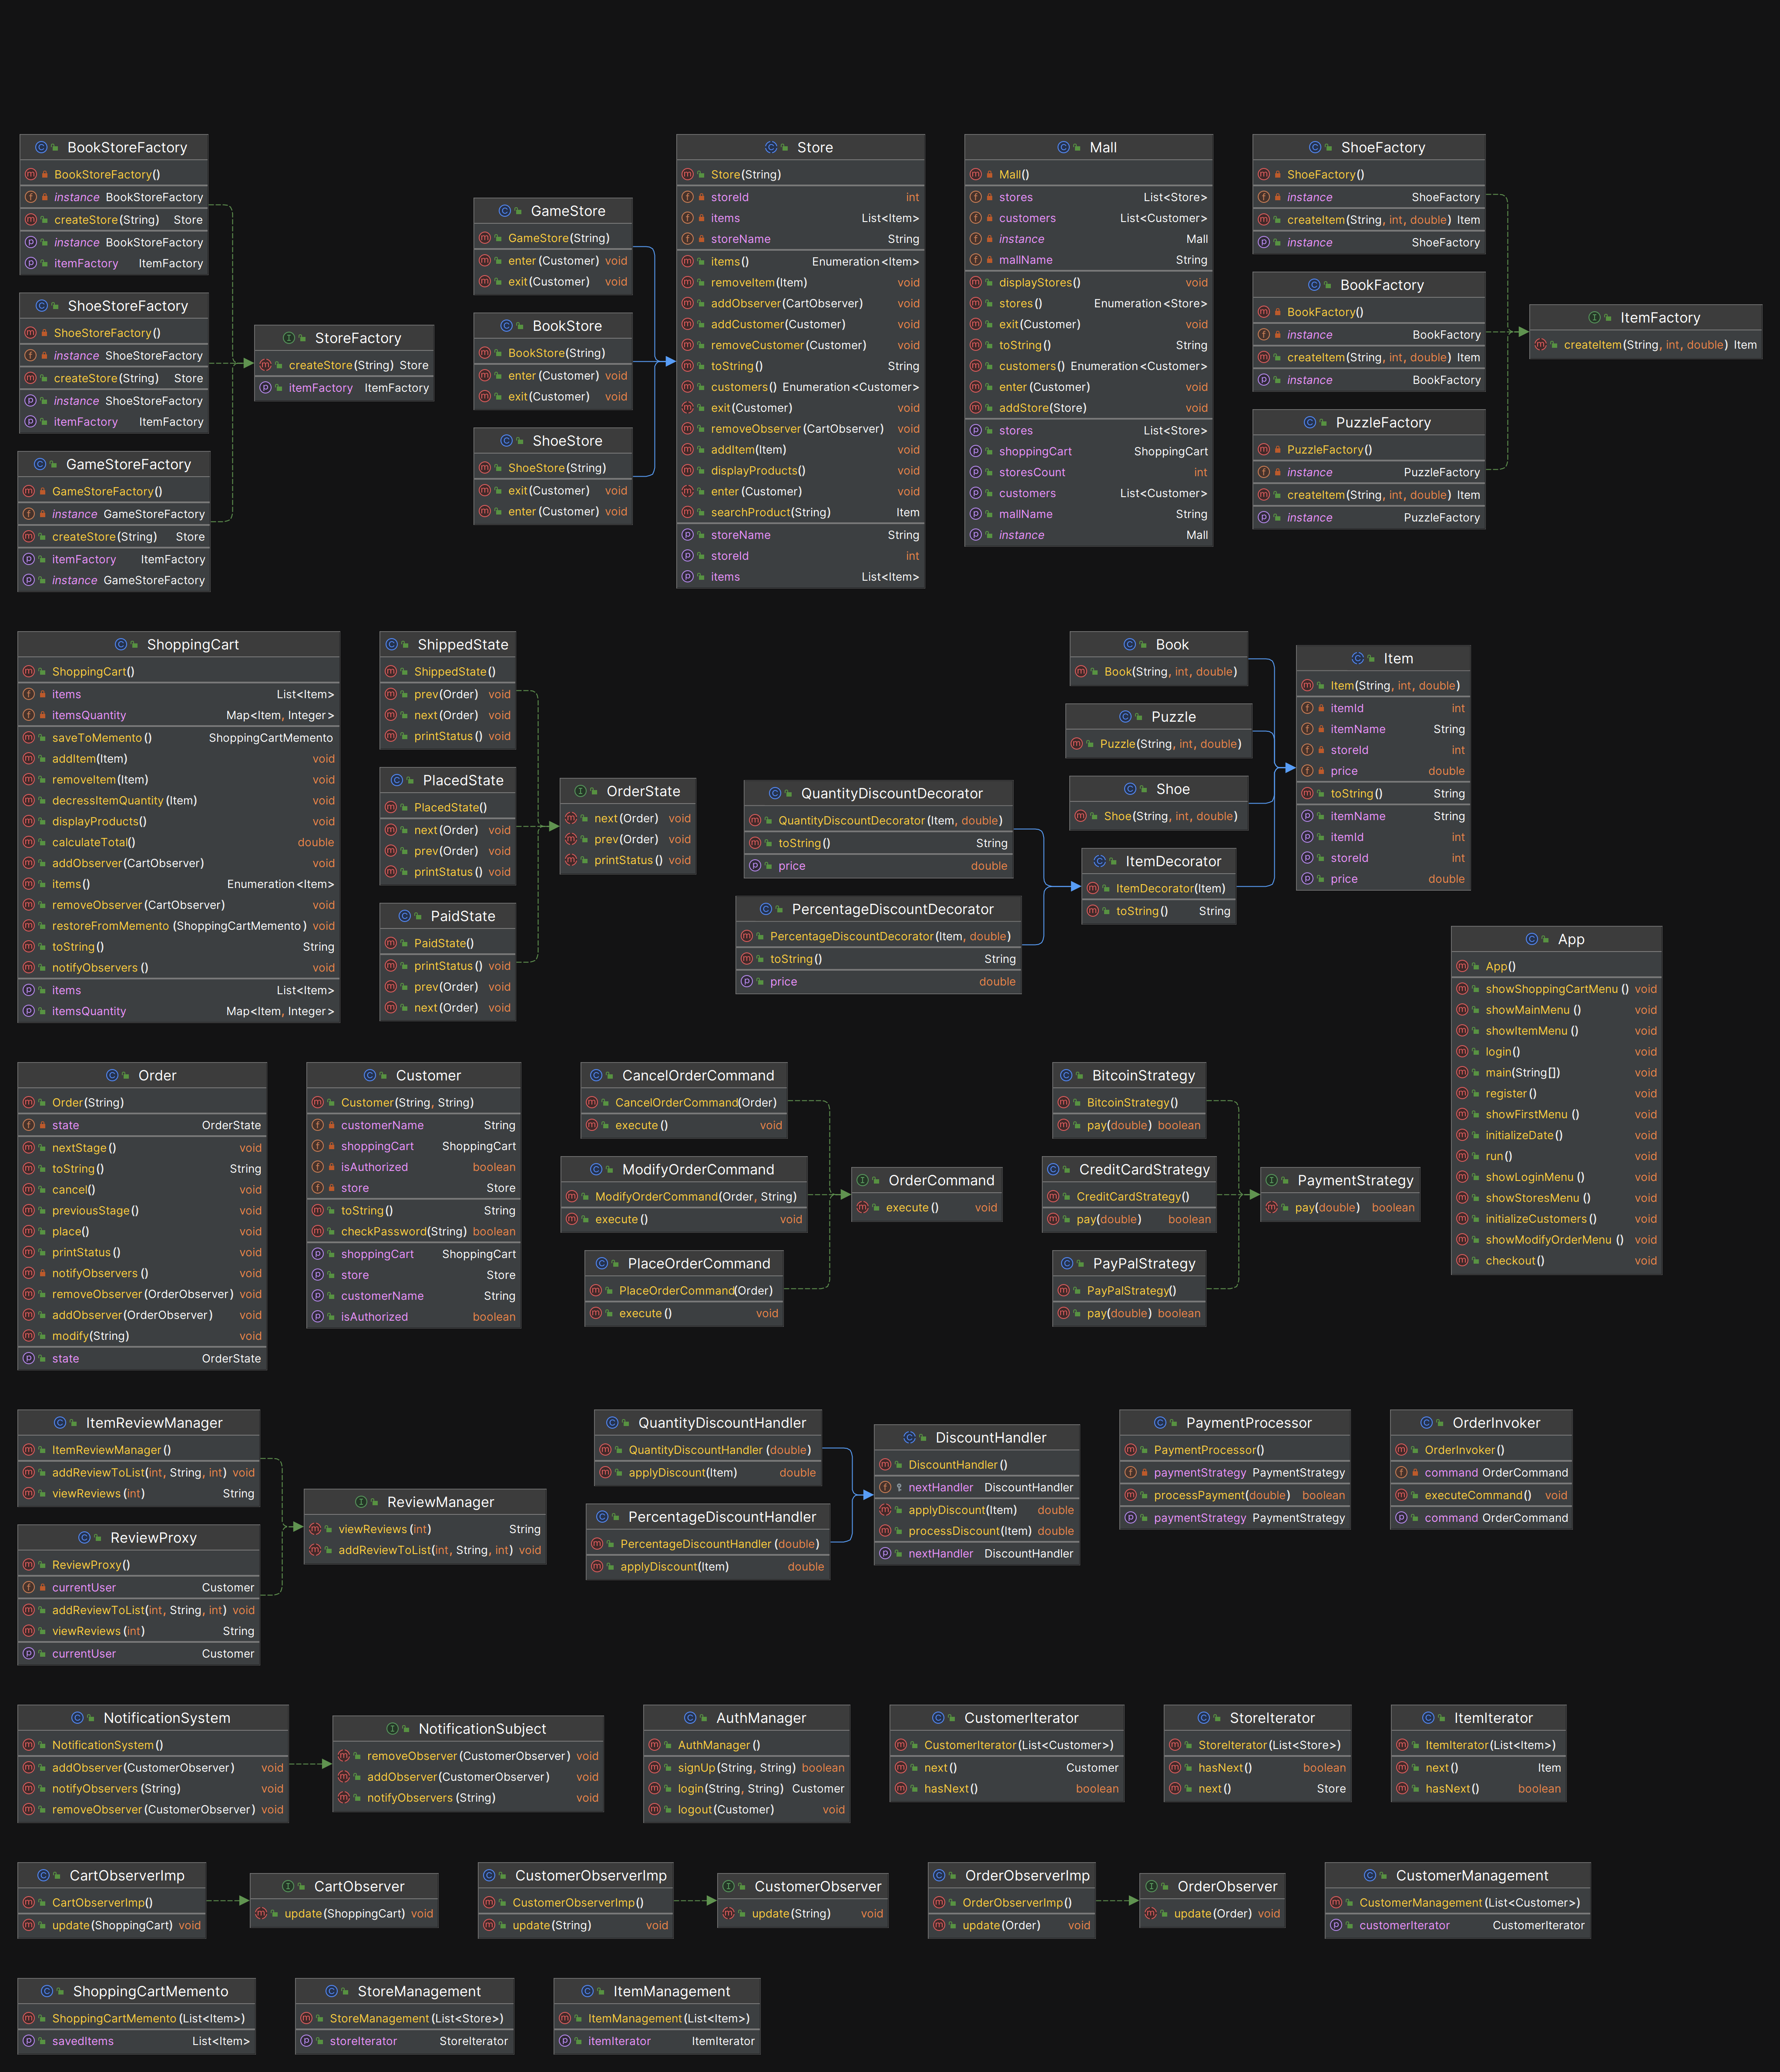 BookStoreFactory
BookStoreFactory()
instance BookStoreFactory
createStore(String) Store
instance BookStoreFactory
itemFactory ItemFactory
ShoeStoreFactory
ShoeStoreFactory()
instance ShoeStoreFactory
createStore(String) Store
instance ShoeStoreFactory
itemFactory ItemFactory
GameStoreFactory
GameStoreFactory()
instance GameStoreFactory
createStore(String) Store
itemFactory ItemFactory
instance GameStoreFactory
StoreFactory
createStore(String) Store
itemFactory ItemFactory
GameStore
GameStore(String)
enter(Customer) void
exit(Customer) void
BookStore
BookStore(String)
enter(Customer) void
exit(Customer) void
ShoeStore
ShoeStore(String)
exit(Customer) void
enter(Customer) void
Store
Store(String)
storeId int
items List<Item>
storeName String
items() Enumeration<Item>
removeItem(Item) void
addObserver(CartObserver) void
addCustomer(Customer) void
removeCustomer(Customer) void
toString() String
customers() Enumeration<Customer>
exit(Customer) void
removeObserver(CartObserver) void
addItem(Item) void
displayProducts() void
enter(Customer) void
searchProduct(String) Item
storeName String
storeId int
items List<Item>
Mall
Mall()
stores List<Store>
customers List<Customer>
instance Mall
mallName String
displayStores() void
stores() Enumeration<Store>
exit(Customer) void
toString() String
customers() Enumeration<Customer>
enter(Customer) void
addStore(Store) void
stores List<Store>
shoppingCart ShoppingCart
storesCount int
customers List<Customer>
mallName String
instance Mall
ShoeFactory
ShoeFactory()
instance ShoeFactory
createItem(String, int, double) Item
instance ShoeFactory
BookFactory
BookFactory()
instance BookFactory
createItem(String, int, double) Item
instance BookFactory
PuzzleFactory
PuzzleFactory()
instance PuzzleFactory
createItem(String, int, double) Item
instance PuzzleFactory
ItemFactory
createItem(String, int, double) Item
ShoppingCart
ShoppingCart()
items List<Item>
itemsQuantity Map<Item, Integer>
saveToMemento() ShoppingCartMemento
addItem(Item) void
removeItem(Item) void
decressItemQuantity(Item) void
displayProducts() void
calculateTotal() double
addObserver(CartObserver) void
items() Enumeration<Item>
removeObserver(CartObserver) void
restoreFromMemento(ShoppingCartMemento) void
toString() String
notifyObservers() void
items List<Item>
itemsQuantity Map<Item, Integer>
ShippedState
ShippedState()
prev(Order) void
next(Order) void
printStatus() void
PlacedState
PlacedState()
next(Order) void
prev(Order) void
printStatus() void
PaidState
PaidState()
printStatus() void
prev(Order) void
next(Order) void
OrderState
next(Order) void
prev(Order) void
printStatus() void
QuantityDiscountDecorator
QuantityDiscountDecorator(Item, double)
toString() String
price double
PercentageDiscountDecorator
PercentageDiscountDecorator(Item, double)
toString() String
price double
Book
Book(String, int, double)
Puzzle
Puzzle(String, int, double)
Shoe
Shoe(String, int, double)
ItemDecorator
ItemDecorator(Item)
toString() String
Item
Item(String, int, double)
itemId int
itemName String
storeId int
price double
toString() String
itemName String
itemId int
storeId int
price double
App
App()
showShoppingCartMenu() void
showMainMenu() void
showItemMenu() void
login() void
main(String[]) void
register() void
showFirstMenu() void
initializeDate() void
run() void
showLoginMenu() void
showStoresMenu() void
initializeCustomers() void
showModifyOrderMenu() void
checkout() void
Order
Order(String)
state OrderState
nextStage() void
toString() String
cancel() void
previousStage() void
place() void
printStatus() void
notifyObservers() void
removeObserver(OrderObserver) void
addObserver(OrderObserver) void
modify(String) void
state OrderState
Customer
Customer(String, String)
customerName String
shoppingCart ShoppingCart
isAuthorized boolean
store Store
toString() String
checkPassword(String) boolean
shoppingCart ShoppingCart
store Store
customerName String
isAuthorized boolean
CancelOrderCommand
CancelOrderCommand(Order)
execute() void
ModifyOrderCommand
ModifyOrderCommand(Order, String)
execute() void
PlaceOrderCommand
PlaceOrderCommand(Order)
execute() void
OrderCommand
execute() void
BitcoinStrategy
BitcoinStrategy()
pay(double) boolean
CreditCardStrategy
CreditCardStrategy()
pay(double) boolean
PayPalStrategy
PayPalStrategy()
pay(double) boolean
PaymentStrategy
pay(double) boolean
ItemReviewManager
ItemReviewManager()
addReviewToList(int, String, int) void
viewReviews(int) String
ReviewProxy
ReviewProxy()
currentUser Customer
addReviewToList(int, String, int) void
viewReviews(int) String
currentUser Customer
ReviewManager
viewReviews(int) String
addReviewToList(int, String, int) void
QuantityDiscountHandler
QuantityDiscountHandler(double)
applyDiscount(Item) double
PercentageDiscountHandler
PercentageDiscountHandler(double)
applyDiscount(Item) double
DiscountHandler
DiscountHandler()
nextHandler DiscountHandler
applyDiscount(Item) double
processDiscount(Item) double
nextHandler DiscountHandler
PaymentProcessor
PaymentProcessor()
paymentStrategy PaymentStrategy
processPayment(double) boolean
paymentStrategy PaymentStrategy
OrderInvoker
OrderInvoker()
command OrderCommand
executeCommand() void
command OrderCommand
NotificationSystem
NotificationSystem()
addObserver(CustomerObserver) void
notifyObservers(String) void
removeObserver(CustomerObserver) void
NotificationSubject
removeObserver(CustomerObserver) void
addObserver(CustomerObserver) void
notifyObservers(String) void
AuthManager
AuthManager()
signUp(String, String) boolean
login(String, String) Customer
logout(Customer) void
CustomerIterator
CustomerIterator(List<Customer>)
next() Customer
hasNext() boolean
StoreIterator
StoreIterator(List<Store>)
hasNext() boolean
next() Store
ItemIterator
ItemIterator(List<Item>)
next() Item
hasNext() boolean
CartObserverImp
CartObserverImp()
update(ShoppingCart) void
CartObserver
update(ShoppingCart) void
CustomerObserverImp
CustomerObserverImp()
update(String) void
CustomerObserver
update(String) void
OrderObserverImp
OrderObserverImp()
update(Order) void
OrderObserver
update(Order) void
CustomerManagement
CustomerManagement(List<Customer>)
customerIterator CustomerIterator
ShoppingCartMemento
ShoppingCartMemento(List<Item>)
savedItems List<Item>
StoreManagement
StoreManagement(List<Store>)
storeIterator StoreIterator
ItemManagement
ItemManagement(List<Item>)
itemIterator ItemIterator